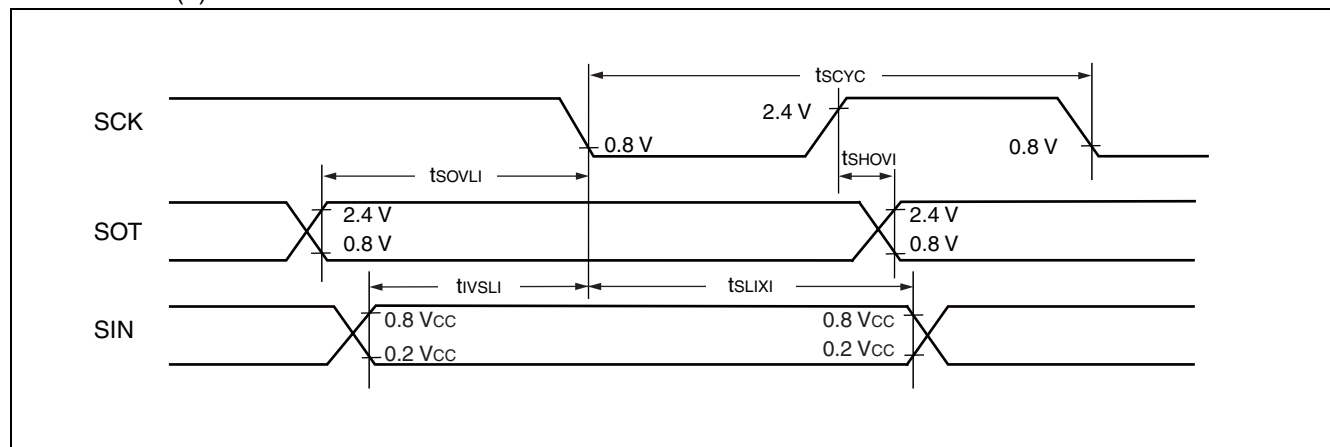 tSCYC
SCK
2.4 V
0.8 V
0.8 V
tSHOVI
tSOVLI
SOT
2.4 V
2.4 V
0.8 V
0.8 V
tIVSLI
tSLIXI
SIN
0.8 VCC
0.8 VCC
0.2 VCC
0.2 VCC